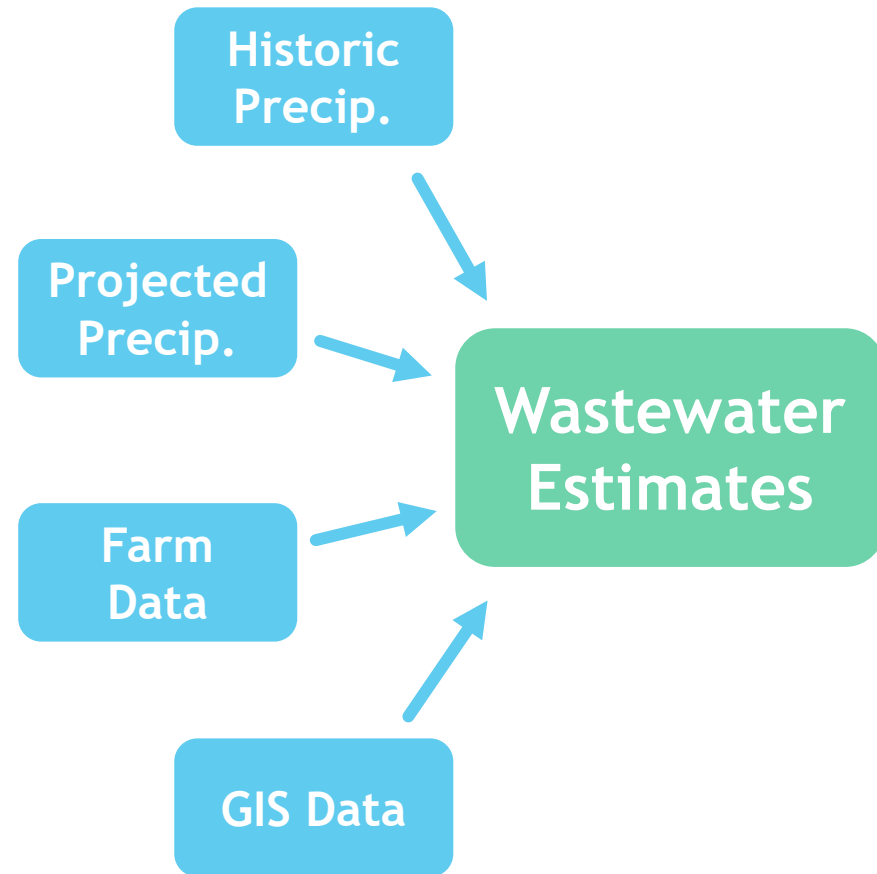 Historic
Precip.
Projected
Precip.
Wastewater
Estimates
Farm
Data
GIS Data